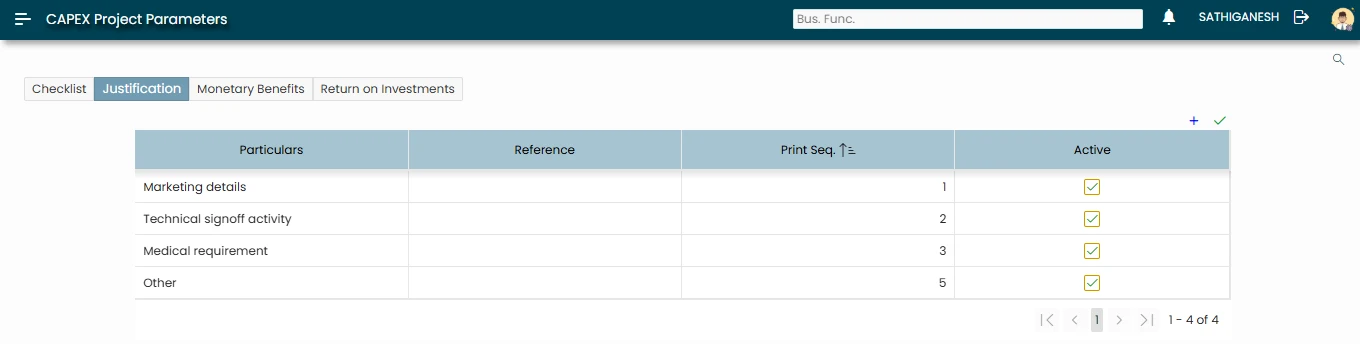 CAPEX Project Parameters
Bus. Func.
SATHIGANESH
Checklist Justification Monetary Benefits Return on Investments
Particulars Reference Print Seq. Active
Marketing details 1
Technical signoff activity 2
Medical requirement 3
Other 5
1 1 - 4 of 4